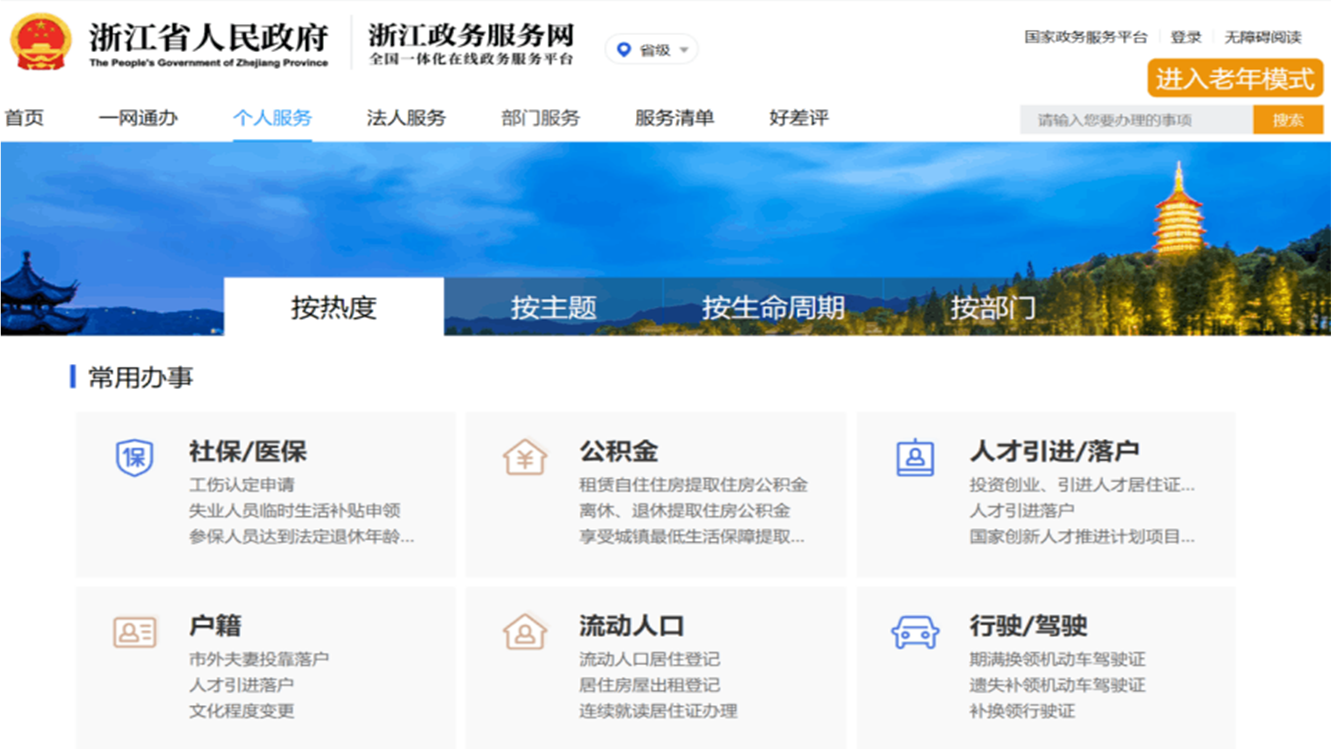 浙江省人民政府
The People's Government of Zhejiang Province
浙江政务服务网
全国一体化在线政务服务平台
省级
国家政务服务平台 登录 无障碍阅读
进入老年模式
首页 一网通办 个人服务 法人服务 部门服务 服务清单 好差评
请输入您要办理的事项 搜索
按热度 按主题 按生命周期 按部门
常用办事
保
社保/医保
工伤认定申请
失业人员临时生活补贴申领
参保人员达到法定退休年龄...
公积金
租赁自住住房提取住房公积金
离休、退休提取住房公积金
享受城镇最低生活保障提取...
人才引进/落户
投资创业、引进人才居住证...
人才引进落户
国家创新人才推进计划项目...
户籍
市外夫妻投靠落户
人才引进落户
文化程度变更
流动人口
流动人口居住登记
居住房屋出租登记
连续就读居住证办理
行驶/驾驶
期满换领机动车驾驶证
遗失补领机动车驾驶证
补换领行驶证